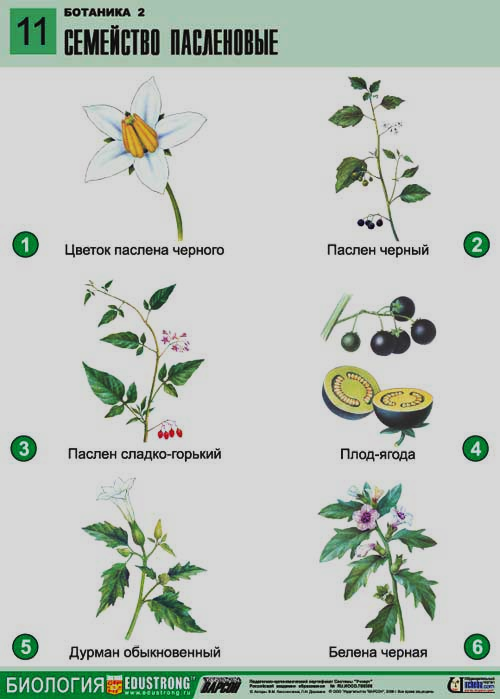 11
БОТАНИКА 2
СЕМЕЙСТВО ПАСЛЕНОВЫЕ
1
Цветок паслена черного
Паслен черный
2
3
Паслен сладко-горький
Плод-ягода
4
5
Дурман обыкновенный
Белена черная
6
БИОЛОГИЯ
EDUSTRONG
www.edustrong.ru
ВАРСОН